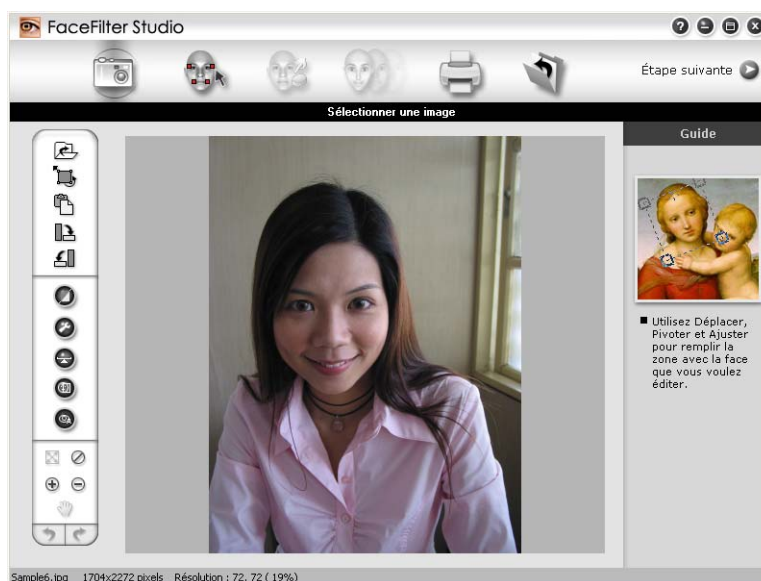 FaceFilter Studio
Étape suivante
Sélectionner une image
Guide
Utilisez Déplacer,
Pivoter et Ajuster
pour remplir la
zone avec la face
que vous voulez
éditer.
Sample6.jpg 1704x2272 pixels Résolution : 72, 72 ( 19%)